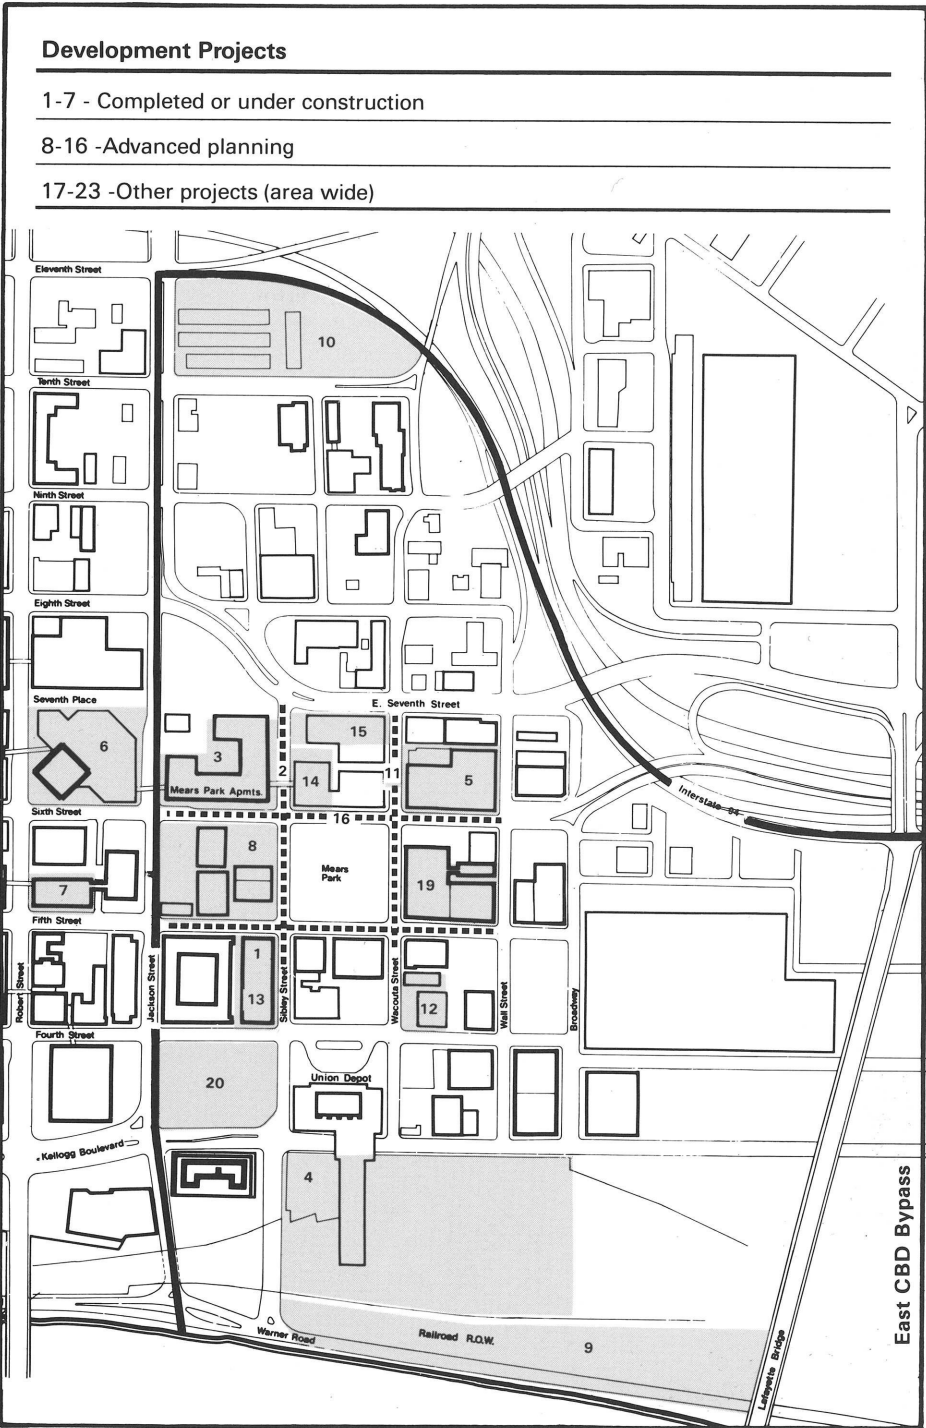 Development Projects
1-7 - Completed or under construction
8-16 -Advanced planning
17-23 -Other projects (area wide)
Eleventh Street
10
Tenth Street
Ninth Street
Eighth Street
Seventh Place
E. Seventh Street
6
3
2
15
14
11
5
Mears Park Apmts.
Interstate 94
Sixth Street
16
8
Mears
Park
7
19
Fifth Street
1
13
12
Robert Street
Jackson Street
Sibley Street
Wacouta Street
Wall Street
Broadway
Fourth Street
20
Union Depot
Kellogg Boulevard
4
East CBD Bypass
Warner Road
Railroad R.O.W.
9
Lafayette Bridge